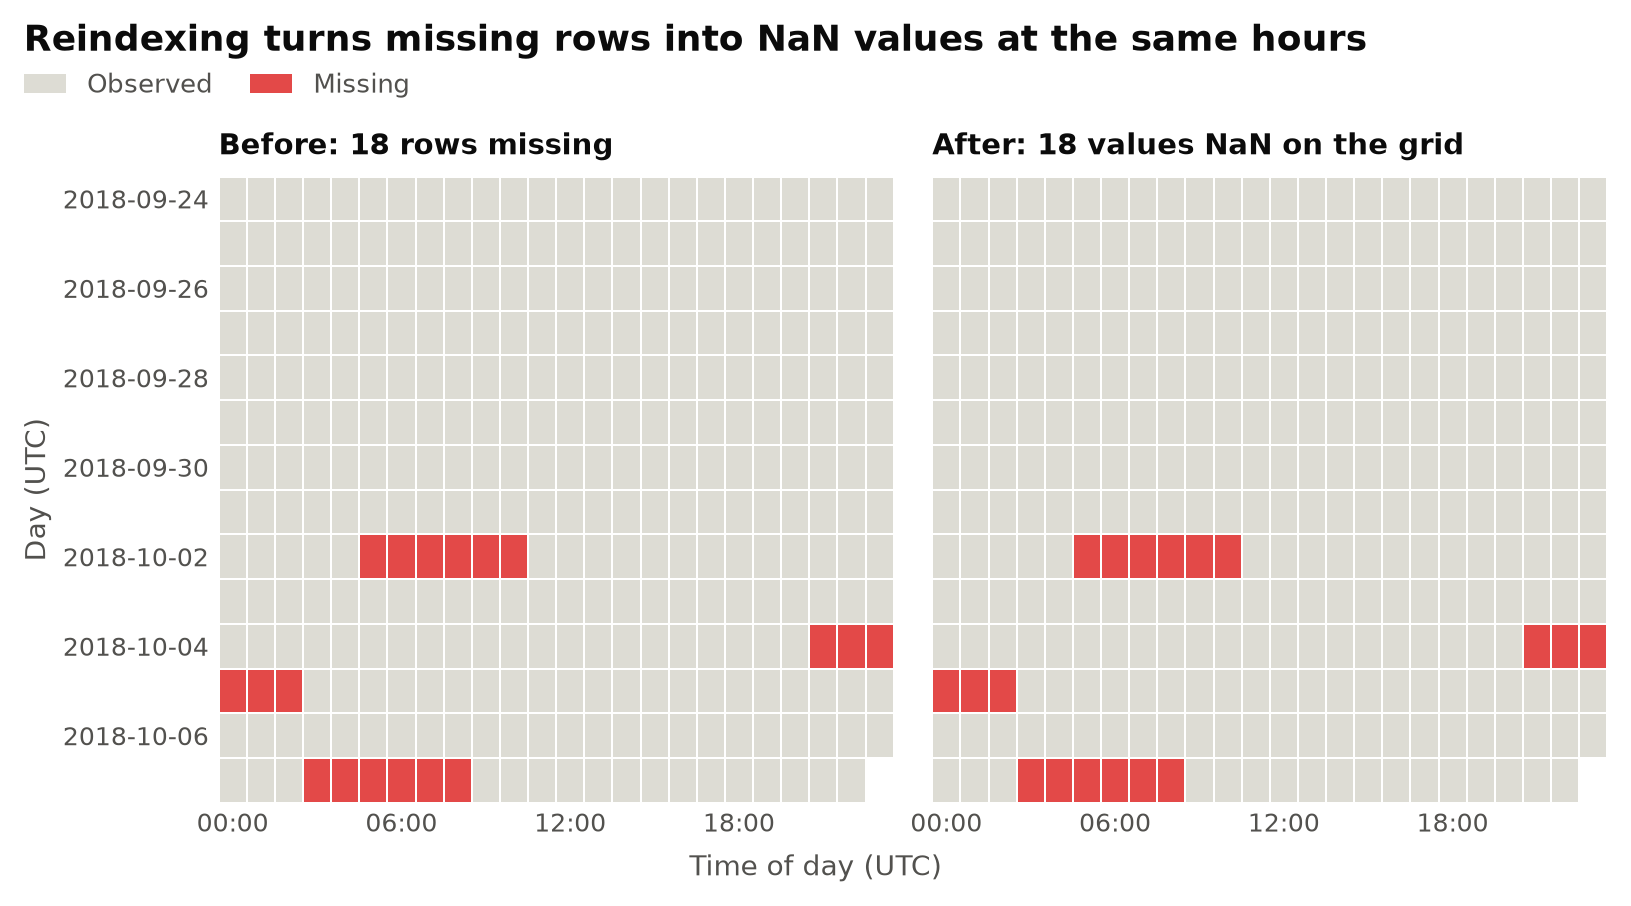 Reindexing turns missing rows into NaN values at the same hours
Observed
Missing
Before: 18 rows missing
After: 18 values NaN on the grid
Day (UTC)
2018-09-24
2018-09-26
2018-09-28
2018-09-30
2018-10-02
2018-10-04
2018-10-06
00:00 06:00 12:00 18:00
00:00 06:00 12:00 18:00
Time of day (UTC)